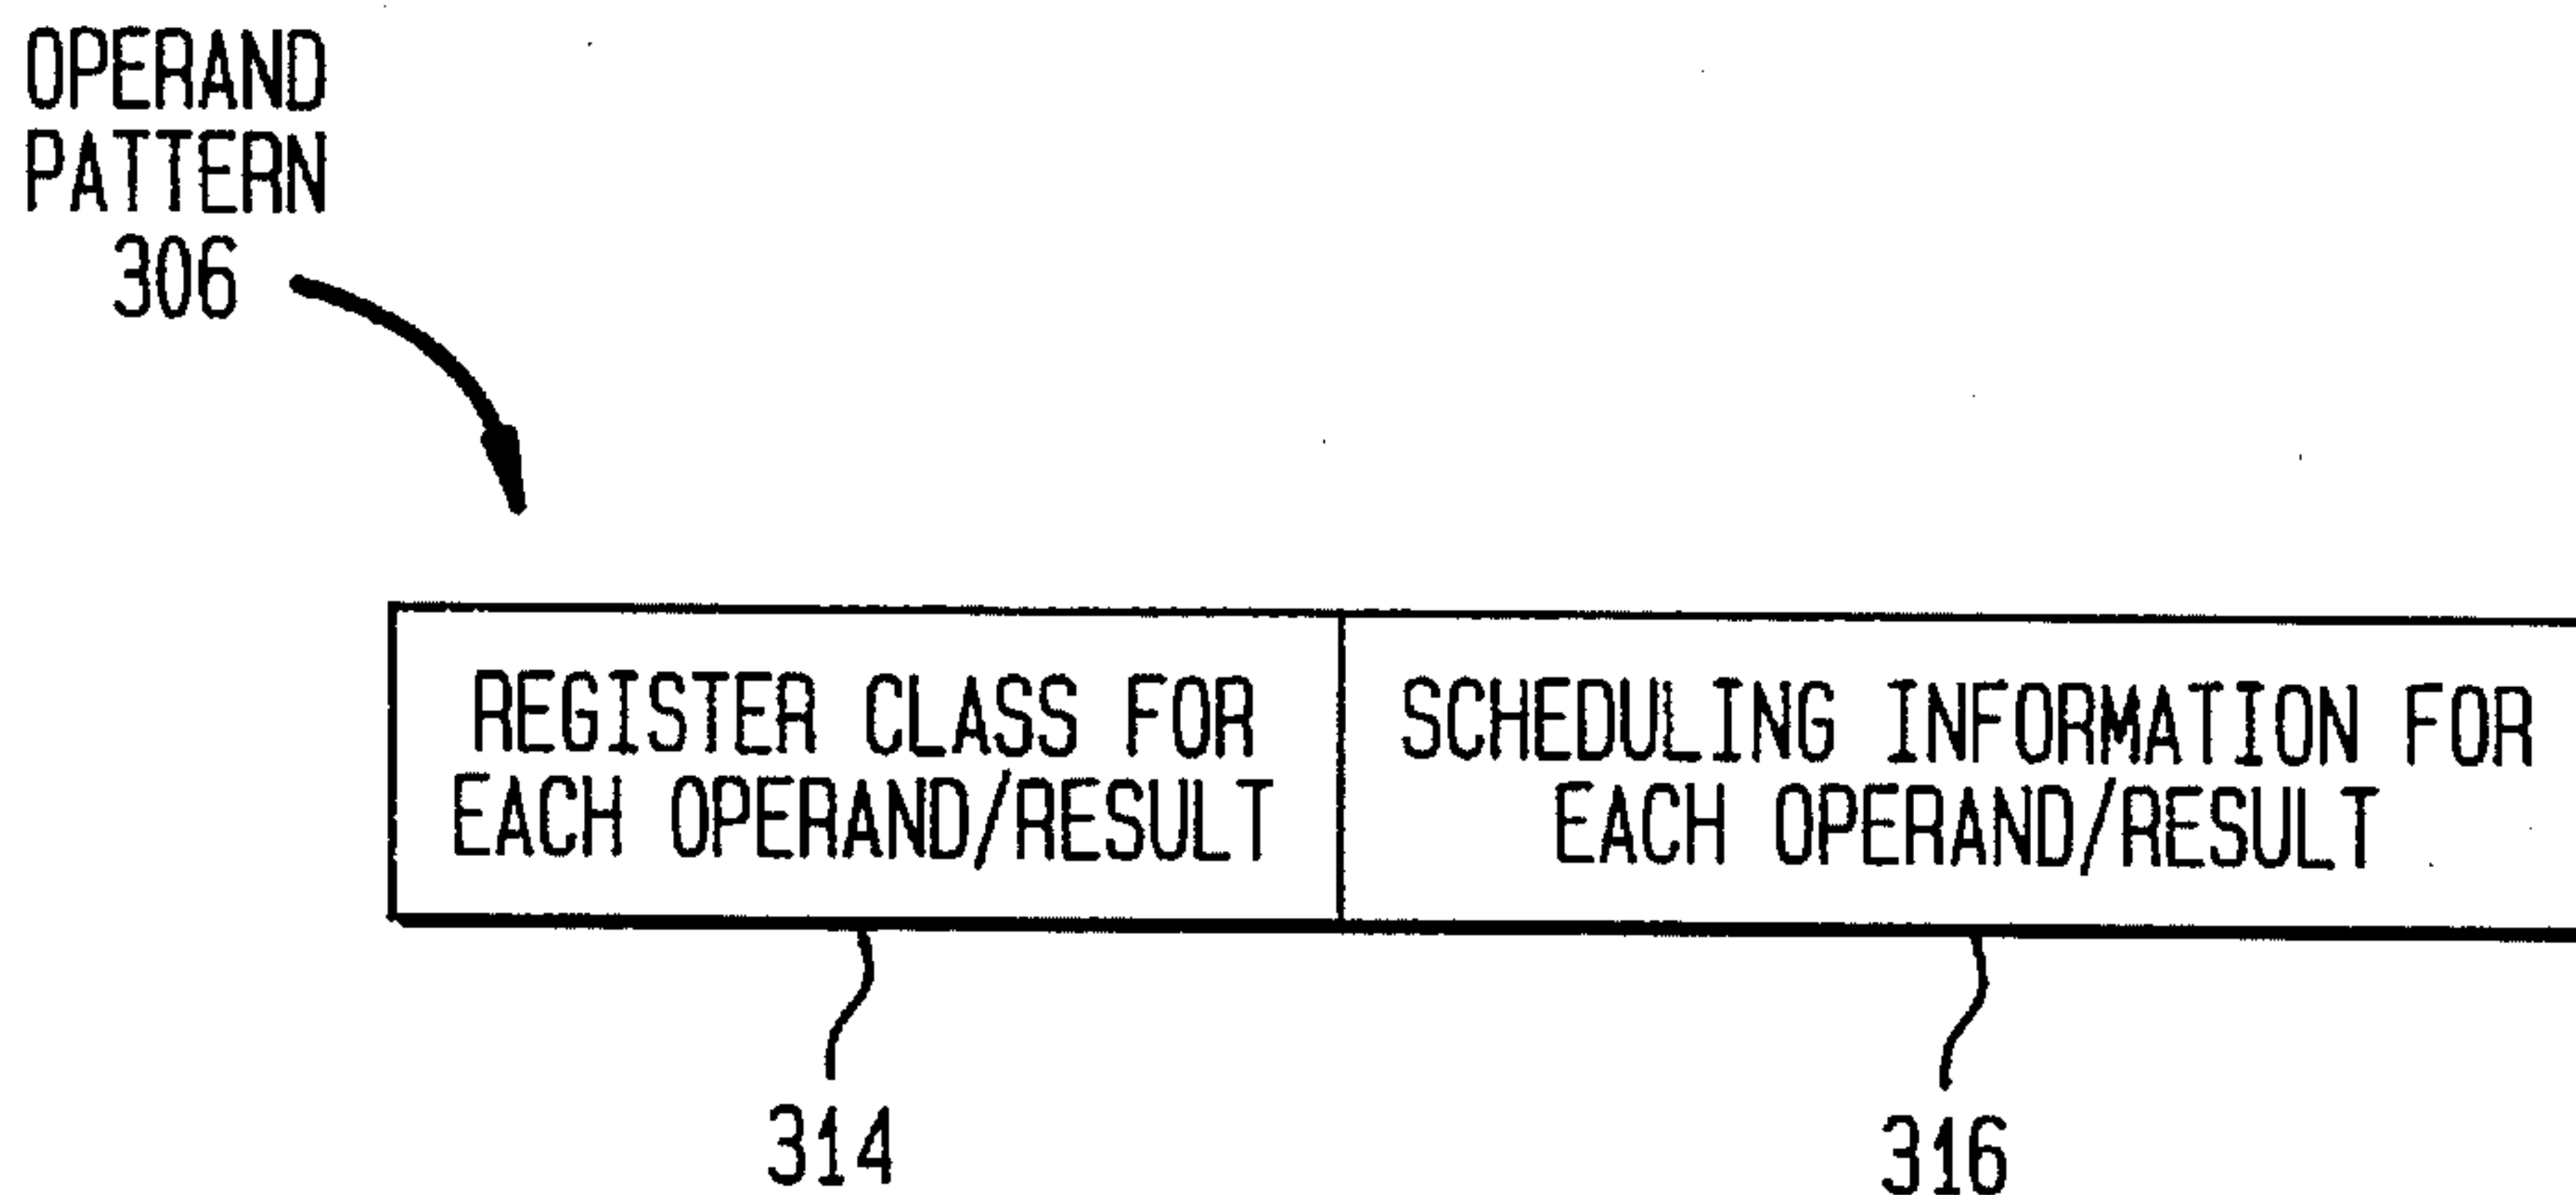 OPERAND
PATTERN
306
REGISTER CLASS FOR
EACH OPERAND/RESULT
SCHEDULING INFORMATION FOR
EACH OPERAND/RESULT
314
316